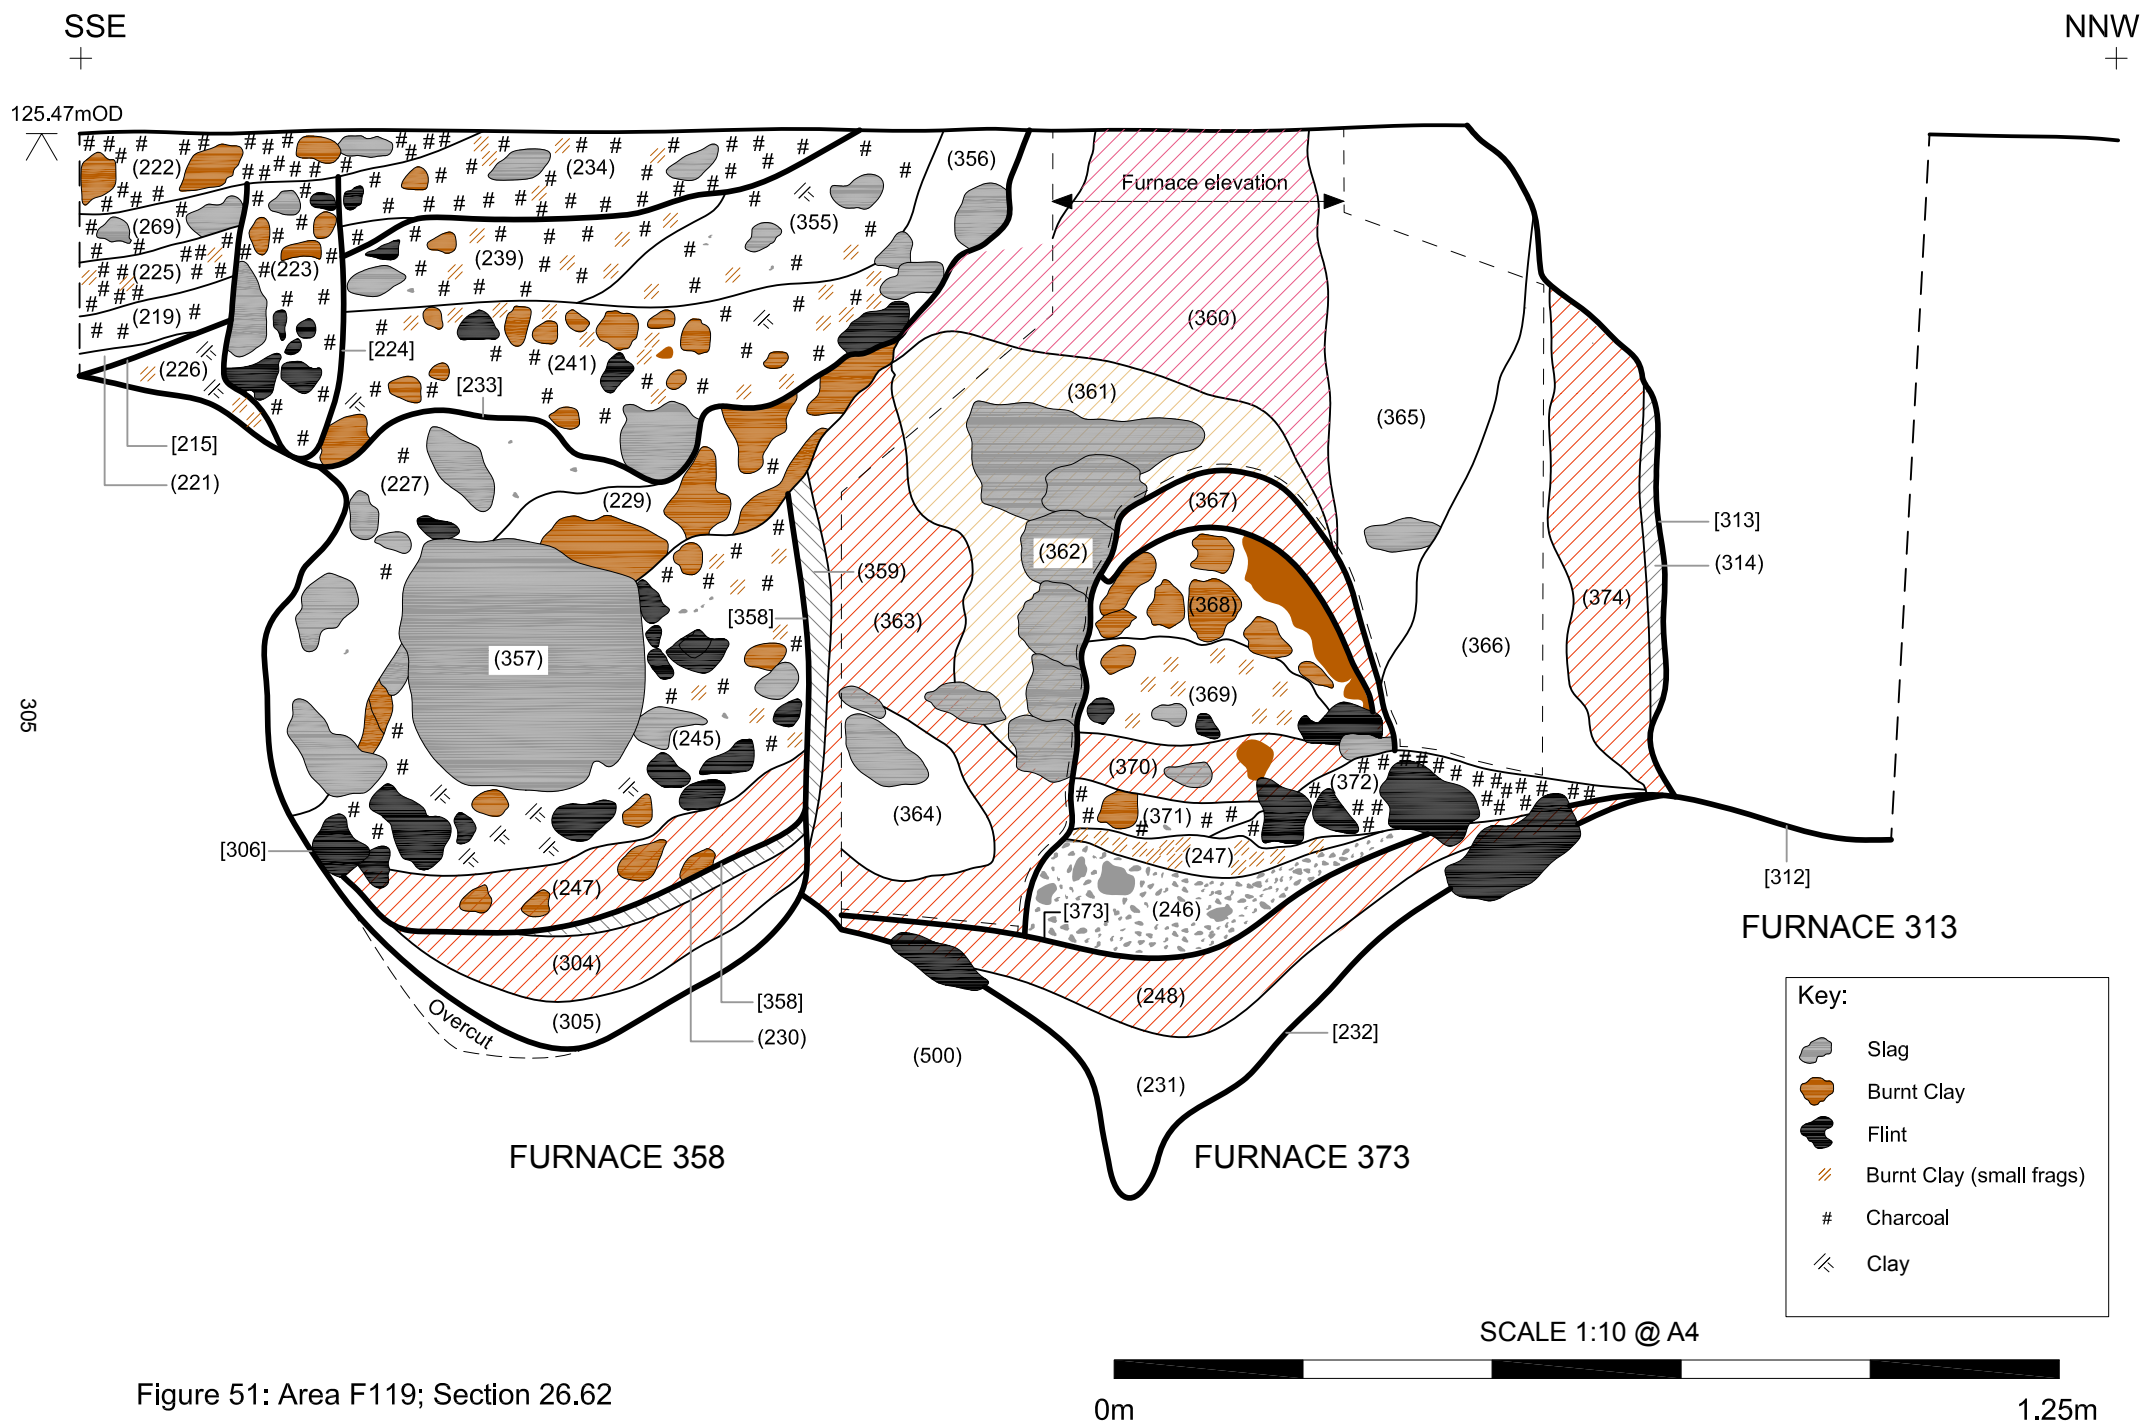 SSE
NNW
125.47mOD
(222)
(234)
(356)
Furnace elevation
(269)
(355)
(225)
(223)
(239)
(219)
(360)
[224]
(226)
(241)
[233]
(361)
(365)
[215]
(221)
(227)
(229)
(367)
[313]
(362)
(314)
(359)
(368)
(374)
[358]
(363)
(357)
(366)
(369)
305
(245)
(370)
(372)
(364)
(371)
[306]
(247)
(247)
[312]
(246)
[373]
FURNACE 313
(304)
(248)
[358]
Overcut
(305)
(230)
[232]
(500)
(231)
FURNACE 358
FURNACE 373
Key:
Slag
Burnt Clay
Flint
Burnt Clay (small frags)
# Charcoal
Clay
SCALE 1:10 @ A4
0m
1.25m
Figure 51: Area F119; Section 26.62